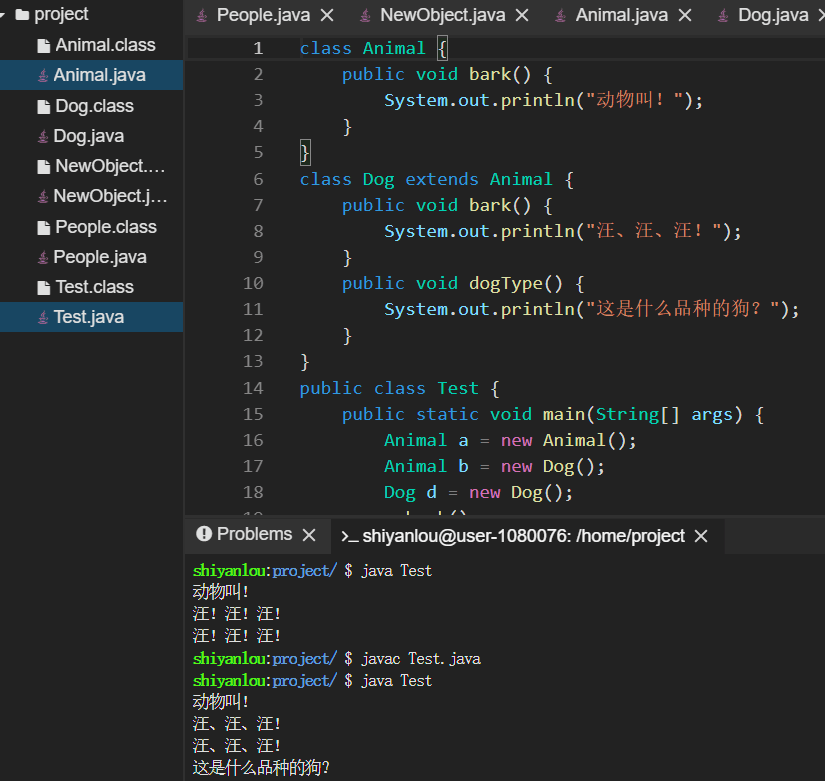 project
Animal.class
Animal.java
Dog.class
Dog.java
NewObject.…
NewObject.j…
People.class
People.java
Test.class
Test.java
People.java NewObject.java Animal.java Dog.java
1 class Animal {
2 public void bark() {
3 System.out.println("动物叫！");
4 }
5 }
6 class Dog extends Animal {
7 public void bark() {
8 System.out.println("汪、汪、汪！");
9 }
10 public void dogType() {
11 System.out.println("这是什么品种的狗？");
12 }
13 }
14 public class Test {
15 public static void main(String[] args) {
16 Animal a = new Animal();
17 Animal b = new Dog();
18 Dog d = new Dog();
Problems >_ shiyanlou@user-1080076: /home/project
shiyanlou:project/ $ java Test
动物叫！
汪！汪！汪！
汪！汪！汪！
shiyanlou:project/ $ javac Test.java
shiyanlou:project/ $ java Test
动物叫！
汪、汪、汪！
汪、汪、汪！
这是什么品种的狗？